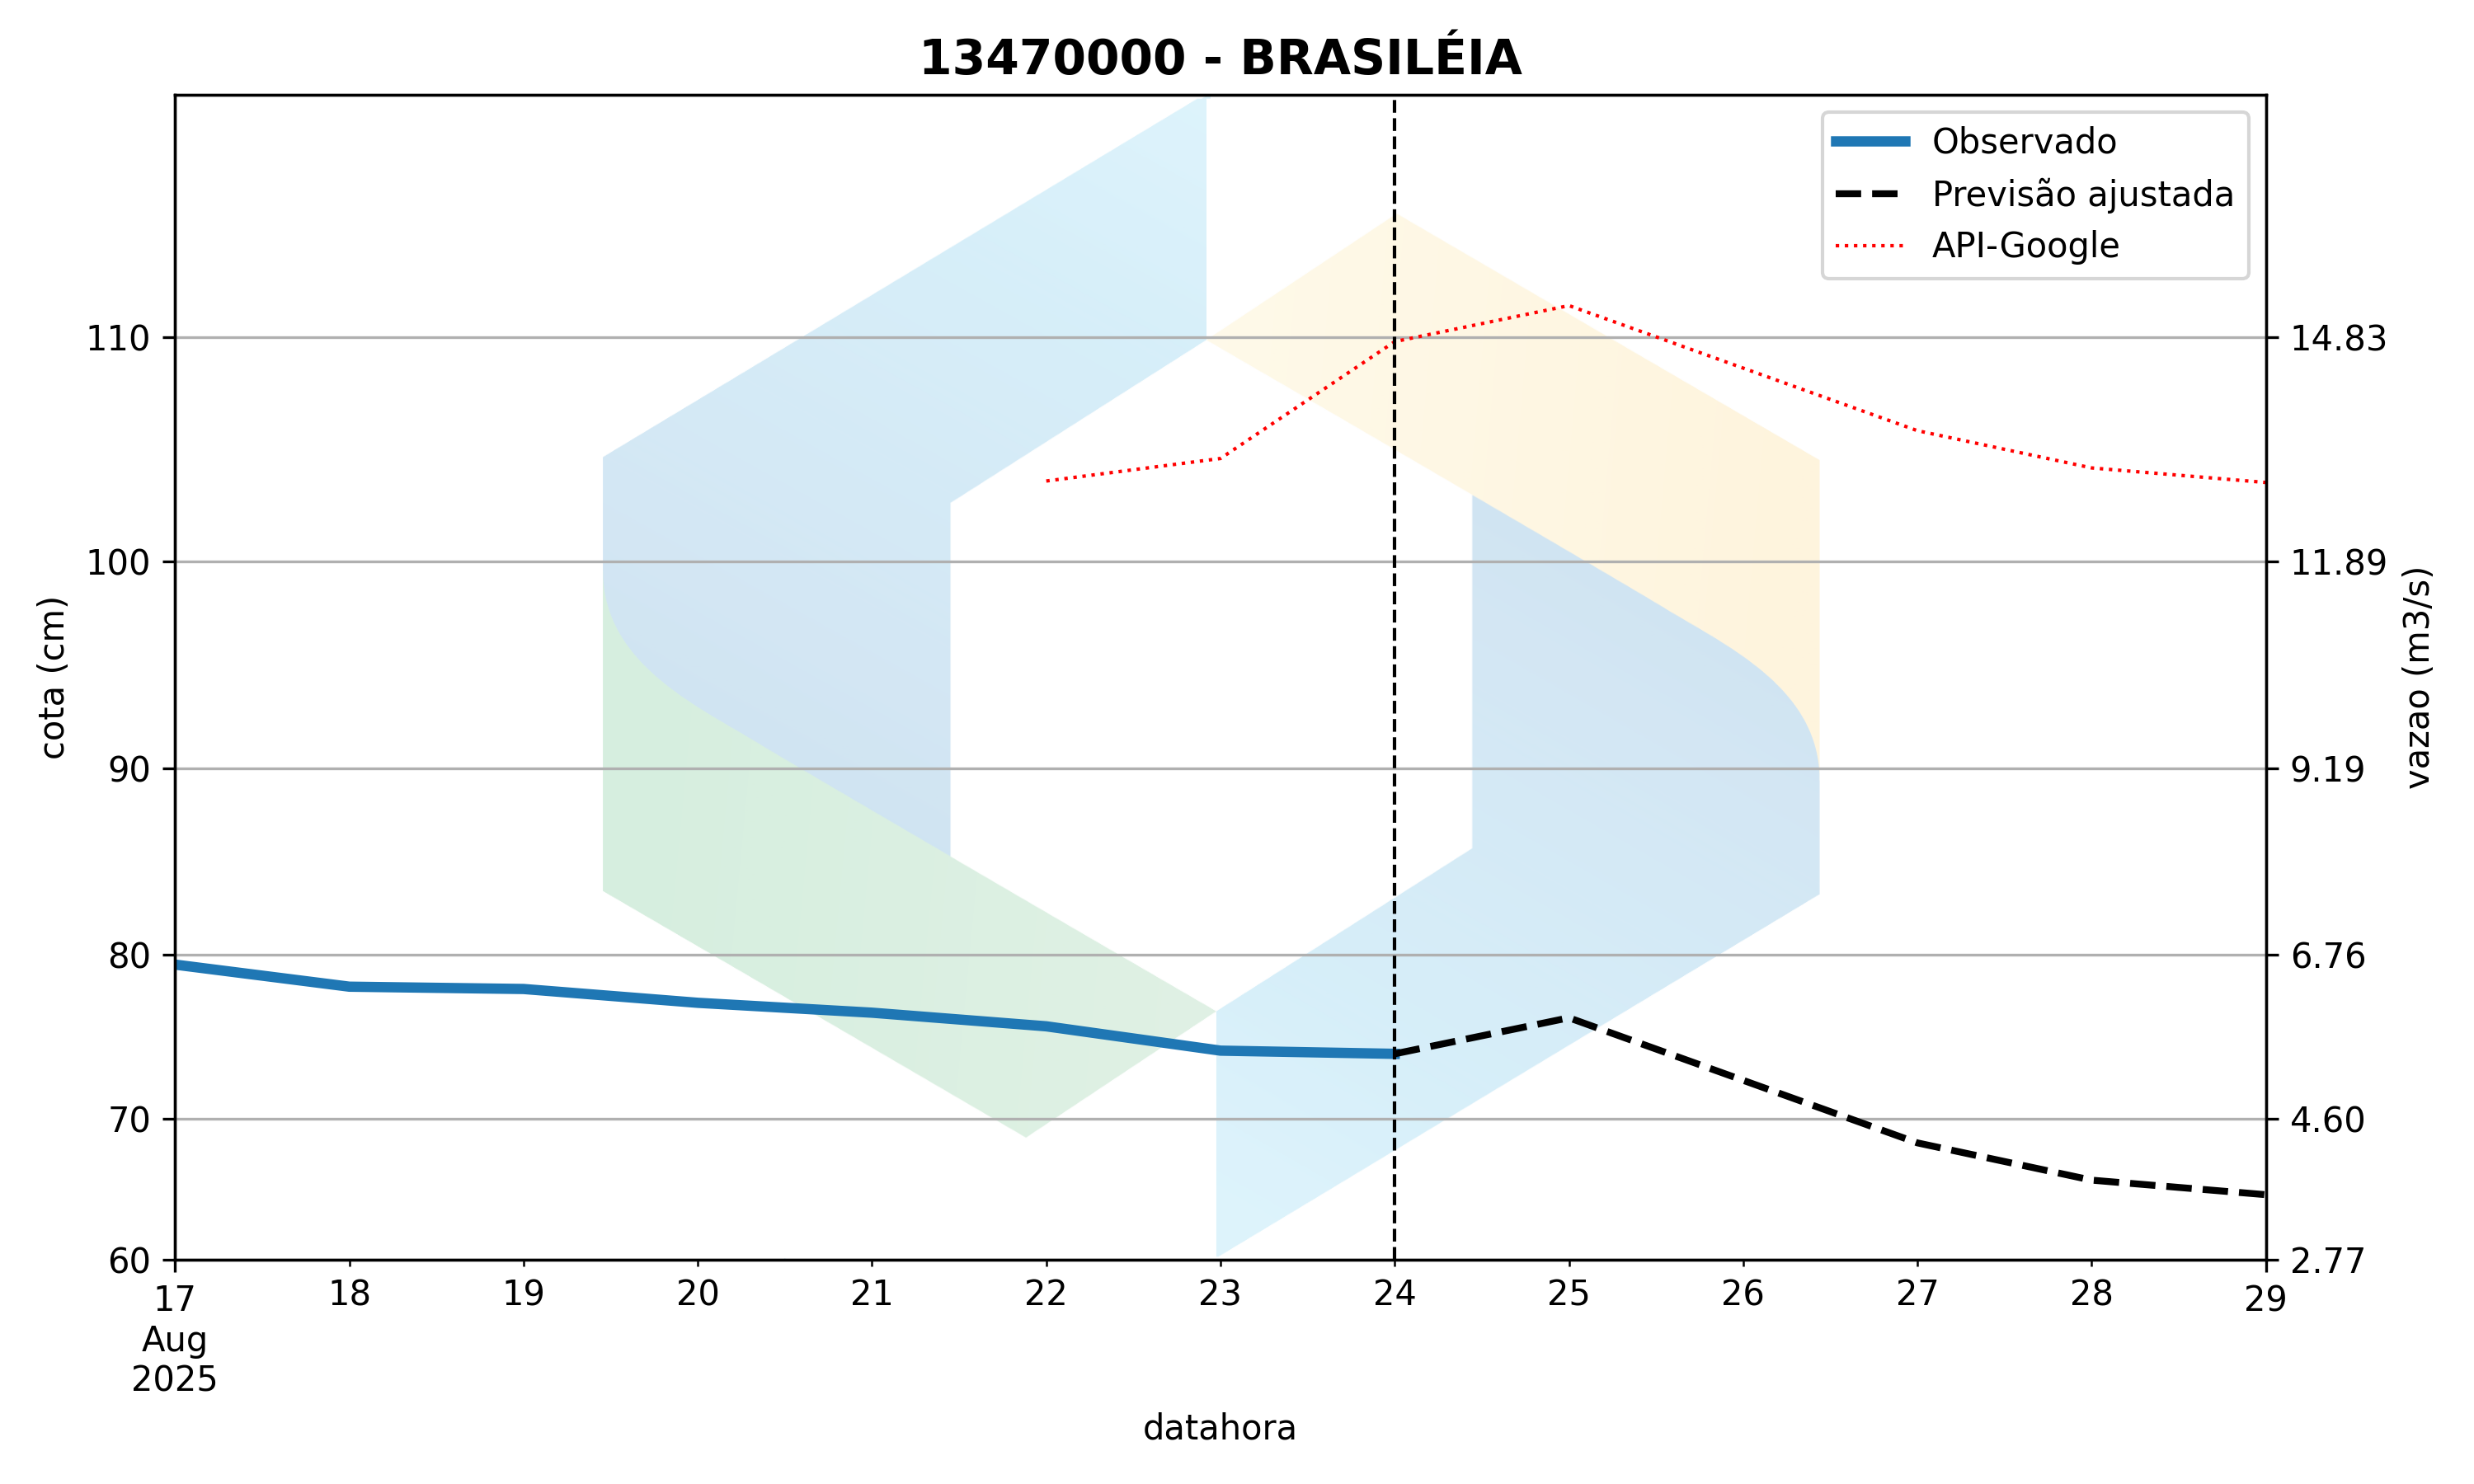 13470000 - BRASILÉIA
Observado
Previsão ajustada
API-Google
cota (cm)
110
100
90
80
70
60
14.83
11.89
9.19
6.76
4.60
2.77
vazao (m3/s)
17 18 19 20 21 22 23 24 25 26 27 28 29
Aug
2025
datahora